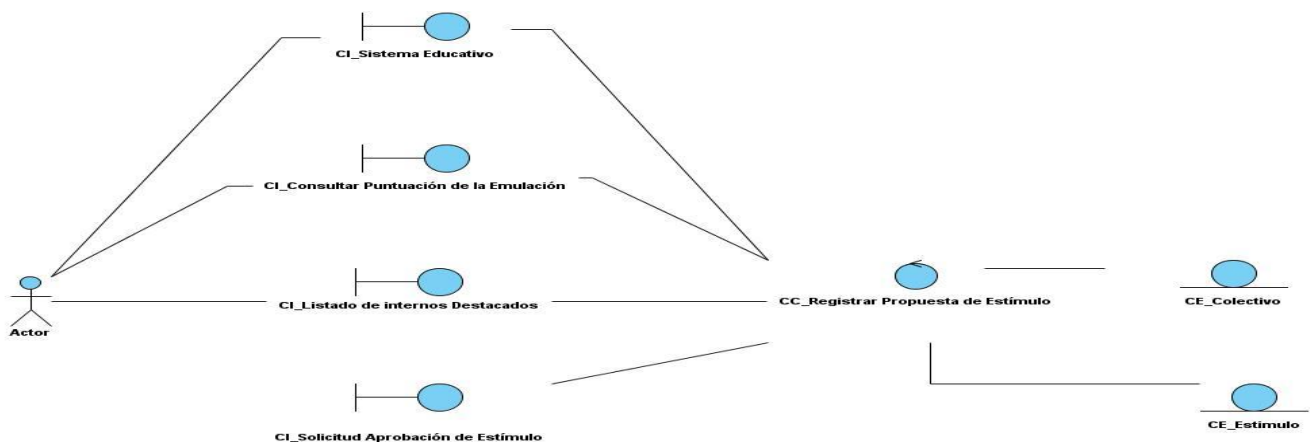 CI_Sistema Educativo
CI_Consultar Puntuación de la Emulación
CI_Listado de internos Destacados
CC_Registrar Propuesta de Estímulo
CE_Colectivo
Actor
CI_Solicitud Aprobación de Estímulo
CE_Estimulo